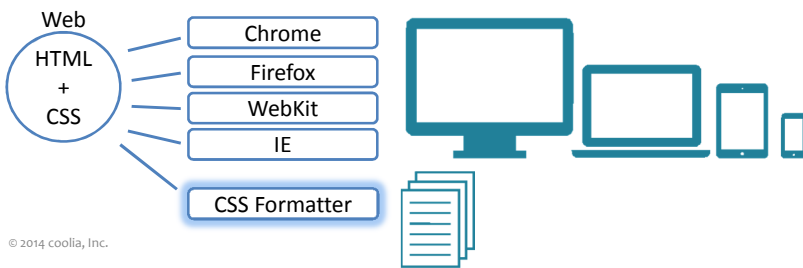 Web
HTML
+
CSS
Chrome
Firefox
WebKit
IE
CSS Formatter
© 2014 coolia, Inc.